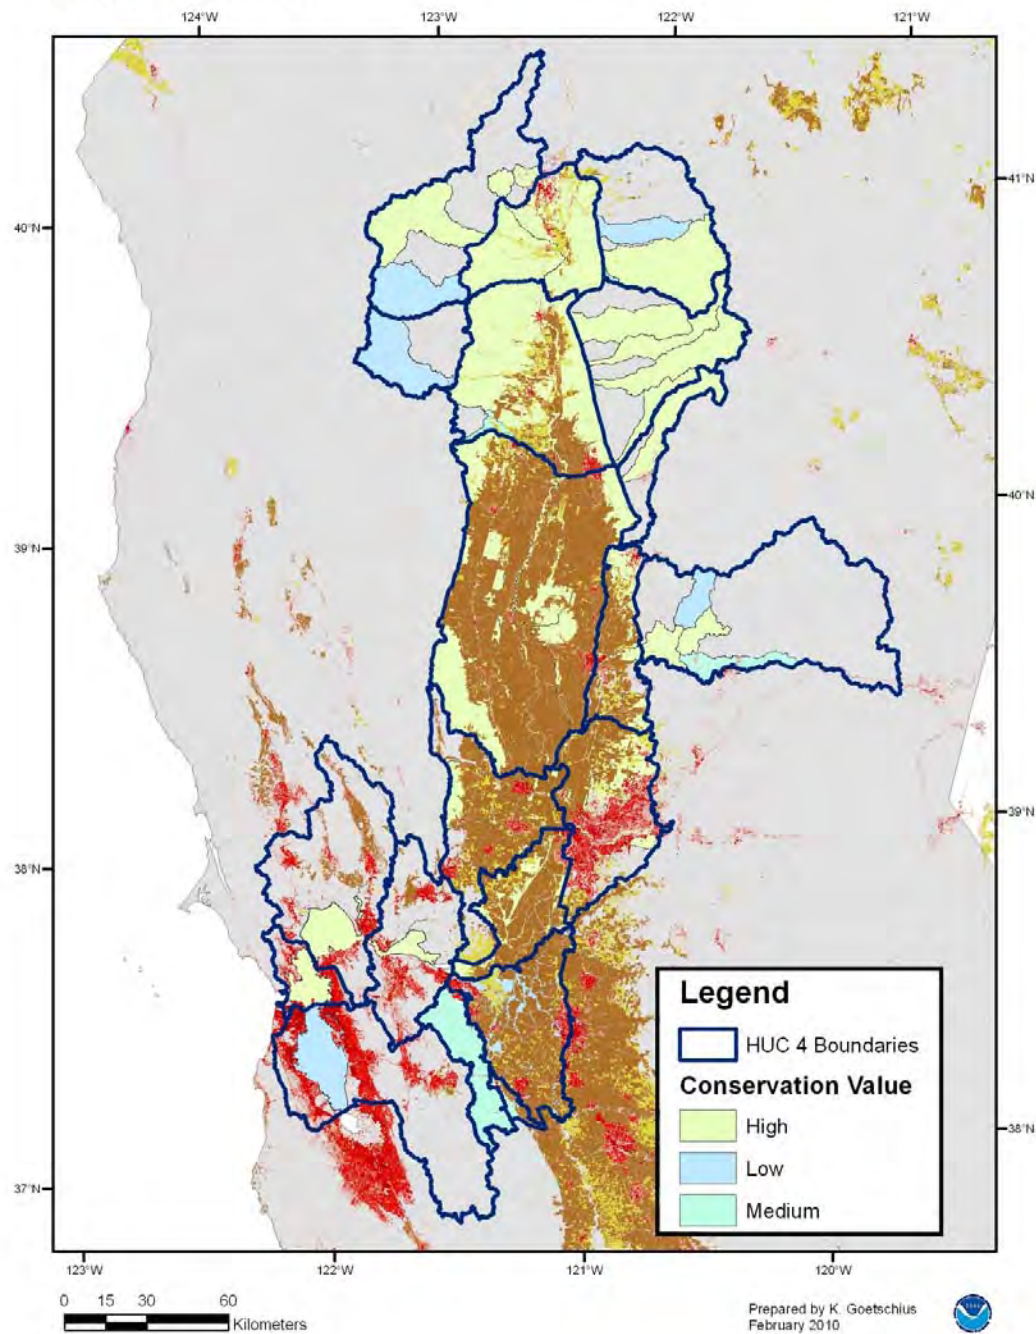 124°W 123°W 122°W 121°W
41°N
40°N
40°N
39°N
39°N
38°N
38°N
37°N
Legend
HUC 4 Boundaries
Conservation Value
High
Low
Medium
123°W 122°W 121°W 120°W
0 15 30 60
Kilometers
Prepared by K. Goetschius
February 2010